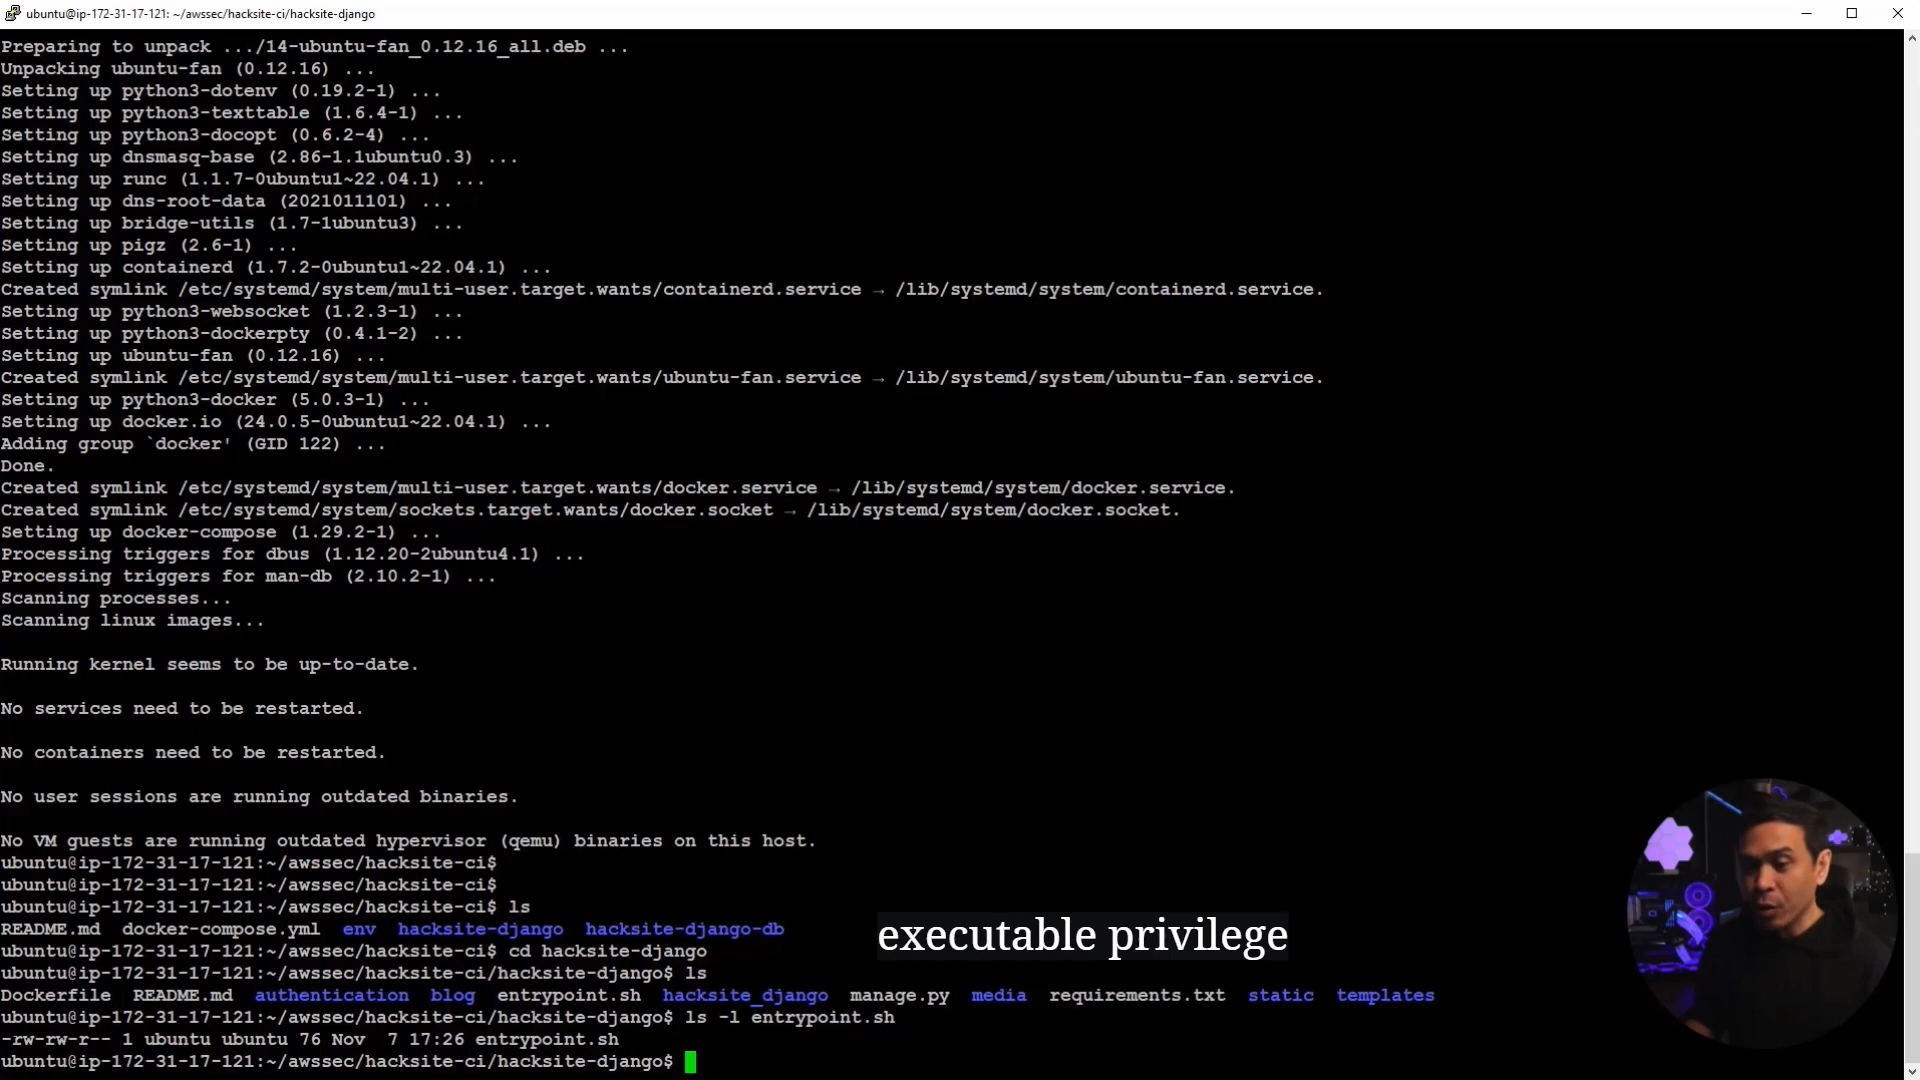 ubuntu@ip-172-31-17-121: ~/awssec/hacksite-ci/hacksite-django
Preparing to unpack .../14-ubuntu-fan_0.12.16_all.deb ...
Unpacking ubuntu-fan (0.12.16) ...
Setting up python3-dotenv (0.19.2-1) ...
Setting up python3-texttable (1.6.4-1) ...
Setting up python3-docopt (0.6.2-4) ...
Setting up dnsmasq-base (2.86-1.1ubuntu0.3) ...
Setting up runc (1.1.7-0ubuntu1~22.04.1) ...
Setting up dns-root-data (2021011101) ...
Setting up bridge-utils (1.7-1ubuntu3) ...
Setting up pigz (2.6-1) ...
Setting up containerd (1.7.2-0ubuntu1~22.04.1) ...
Created symlink /etc/systemd/system/multi-user.target.wants/containerd.service → /lib/systemd/system/containerd.service.
Setting up python3-websocket (1.2.3-1) ...
Setting up python3-dockerpty (0.4.1-2) ...
Setting up ubuntu-fan (0.12.16) ...
Created symlink /etc/systemd/system/multi-user.target.wants/ubuntu-fan.service → /lib/systemd/system/ubuntu-fan.service.
Setting up python3-docker (5.0.3-1) ...
Setting up docker.io (24.0.5-0ubuntu1~22.04.1) ...
Adding group `docker' (GID 122) ...
Done.
Created symlink /etc/systemd/system/multi-user.target.wants/docker.service → /lib/systemd/system/docker.service.
Created symlink /etc/systemd/system/sockets.target.wants/docker.socket → /lib/systemd/system/docker.socket.
Setting up docker-compose (1.29.2-1) ...
Processing triggers for dbus (1.12.20-2ubuntu4.1) ...
Processing triggers for man-db (2.10.2-1) ...
Scanning processes...
Scanning linux images...
Running kernel seems to be up-to-date.
No services need to be restarted.
No containers need to be restarted.
No user sessions are running outdated binaries.
No VM guests are running outdated hypervisor (qemu) binaries on this host.
ubuntu@ip-172-31-17-121:~/awssec/hacksite-ci$
ubuntu@ip-172-31-17-121:~/awssec/hacksite-ci$
ubuntu@ip-172-31-17-121:~/awssec/hacksite-ci$ ls
README.md docker-compose.yml env hacksite-django hacksite-django-db
executable privilege
ubuntu@ip-172-31-17-121:~/awssec/hacksite-ci$ cd hacksite-django
ubuntu@ip-172-31-17-121:~/awssec/hacksite-ci/hacksite-django$ ls
Dockerfile README.md authentication blog entrypoint.sh hacksite_django manage.py media requirements.txt static templates
ubuntu@ip-172-31-17-121:~/awssec/hacksite-ci/hacksite-django$ ls -l entrypoint.sh
-rw-rw-r-- 1 ubuntu ubuntu 76 Nov 7 17:26 entrypoint.sh
ubuntu@ip-172-31-17-121:~/awssec/hacksite-ci/hacksite-django$